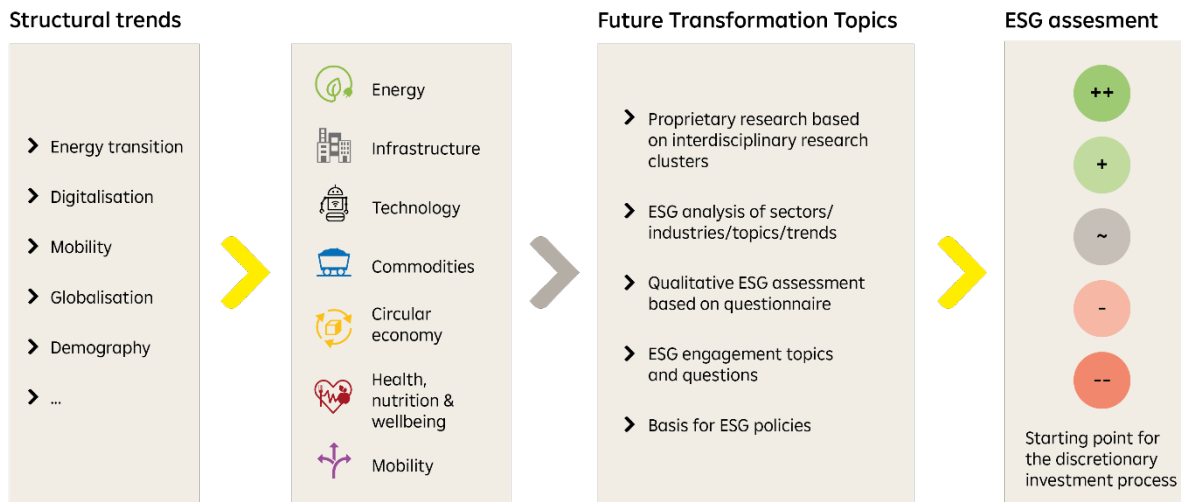 Structural trends
Energy transition
Digitalisation
Mobility
Globalisation
Demography
...
Energy
Infrastructure
Technology
Commodities
Circular
economy
Health,
nutrition &
wellbeing
Mobility
Future Transformation Topics
Proprietary research based
on interdisciplinary research
clusters
ESG analysis of sectors/
industries/topics/trends
Qualitative ESG assessment
based on questionnaire
ESG engagement topics
and questions
Basis for ESG policies
ESG assesment
++
+
~
-
--
Starting point for
the discretionary
investment process